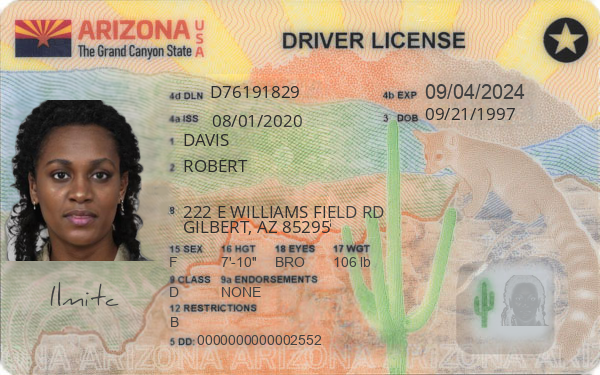 ARIZONA USA
The Grand Canyon State
DRIVER LICENSE
4d DLN D76191829
4b EXP 09/04/2024
4a ISS 08/01/2020
3 DOB 09/21/1997
1 DAVIS
2 ROBERT
8 222 E WILLIAMS FIELD RD
GILBERT, AZ 85295
15 SEX 16 HGT 18 EYES 17 WGT
F 7'-10" BRO 106 lb
9 CLASS 9a ENDORSEMENTS
D NONE
12 RESTRICTIONS
B
5 DD: 0000000000002552
Ilmitc
ARIZONA ARIZONA ARIZONA ARIZONA